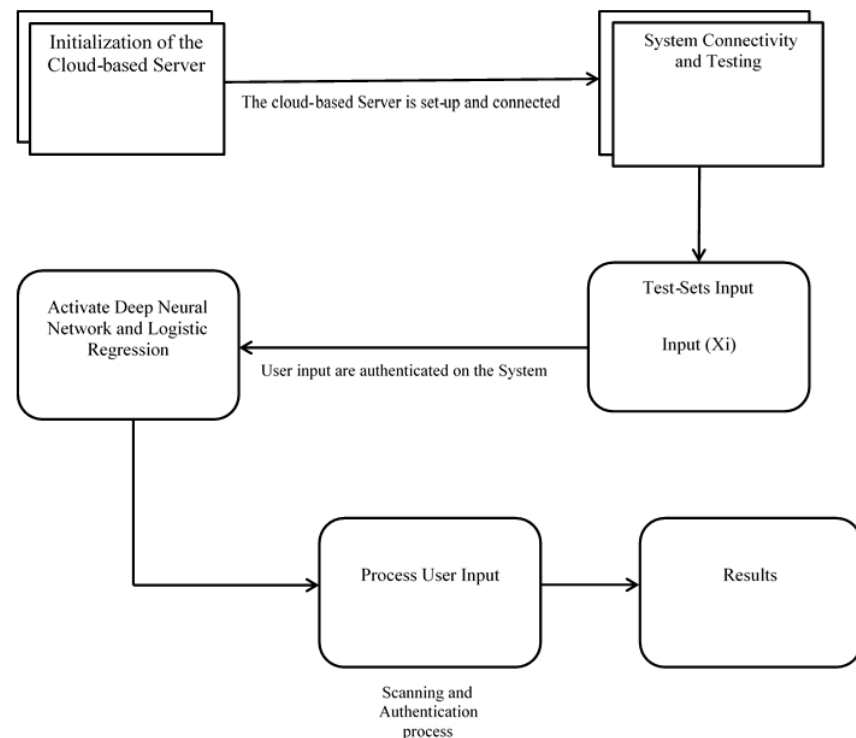 Initialization of the
Cloud-based Server
System Connectivity
and Testing
The cloud-based Server is set-up and connected
Activate Deep Neural
Network and Logistic
Regression
Test-Sets Input
Input (Xi)
User input are authenticated on the System
Process User Input
Results
Scanning and
Authentication
process